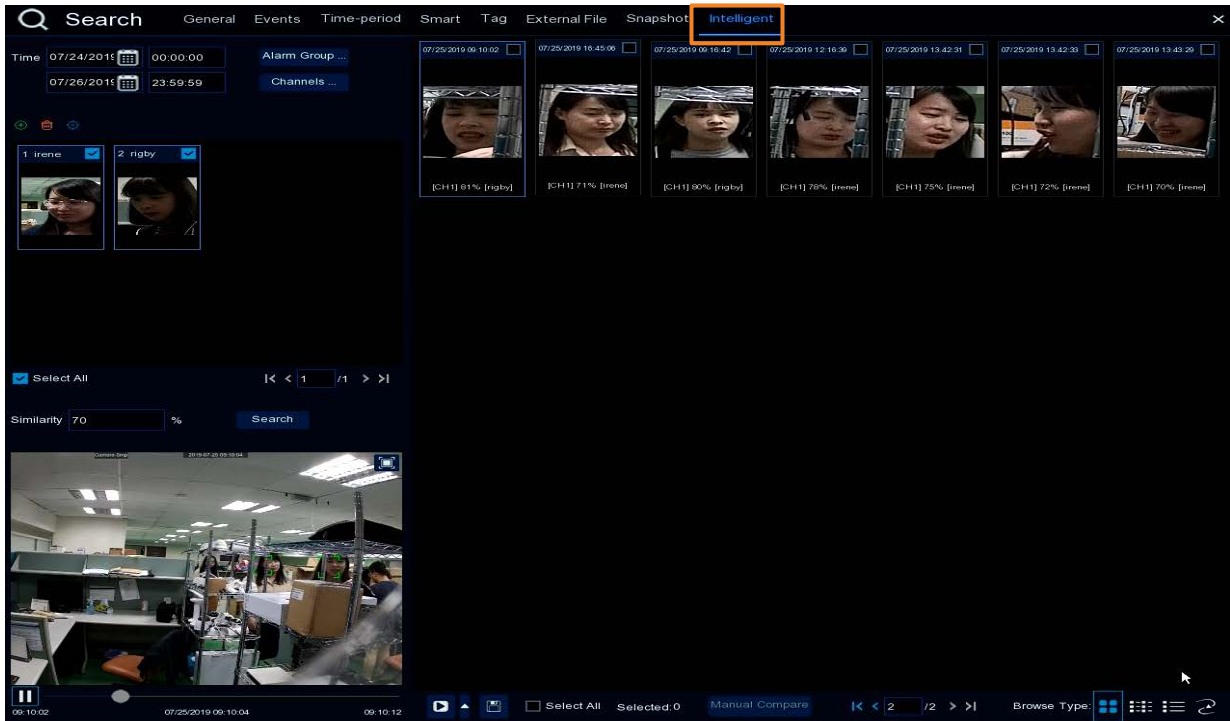 Search General Events Time-period Smart Tag External File Snapshot Intelligent
Time 07/24/2019 00:00:00 Alarm Group ...
07/26/2019 23:59:59 Channels ...
1 irene 2 rigby
Select All 1 /1
Similarity 70 % Search
2019-07-25 09:10:04
09:10:02 07/25/2019 09:10:04 09:10:12
07/25/2019 09:10:02 07/25/2019 16:45:06 07/25/2019 09:16:42 07/25/2019 12:16:39 07/25/2019 13:42:31 07/25/2019 13:42:33 07/25/2019 13:43:29
[CH1] 81% [rigby] [CH1] 71% [irene] [CH1] 80% [rigby] [CH1] 78% [irene] [CH1] 75% [irene] [CH1] 72% [irene] [CH1] 70% [irene]
Select All Selected:0 Manual Compare 2 /2 Browse Type: